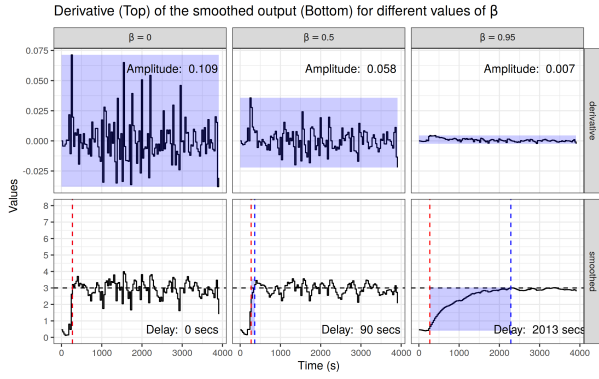 Derivative (Top) of the smoothed output (Bottom) for different values of β
β = 0
β = 0.5
β = 0.95
0.075
0.050
0.025
0.000
-0.025
Amplitude: 0.109
Amplitude: 0.058
Amplitude: 0.007
derivative
Values
8
7
6
5
4
3
2
1
0
Delay: 0 secs
Delay: 90 secs
Delay: 2013 secs
smoothed
0 1000 2000 3000 4000
0 1000 2000 3000 4000
0 1000 2000 3000 4000
Time (s)